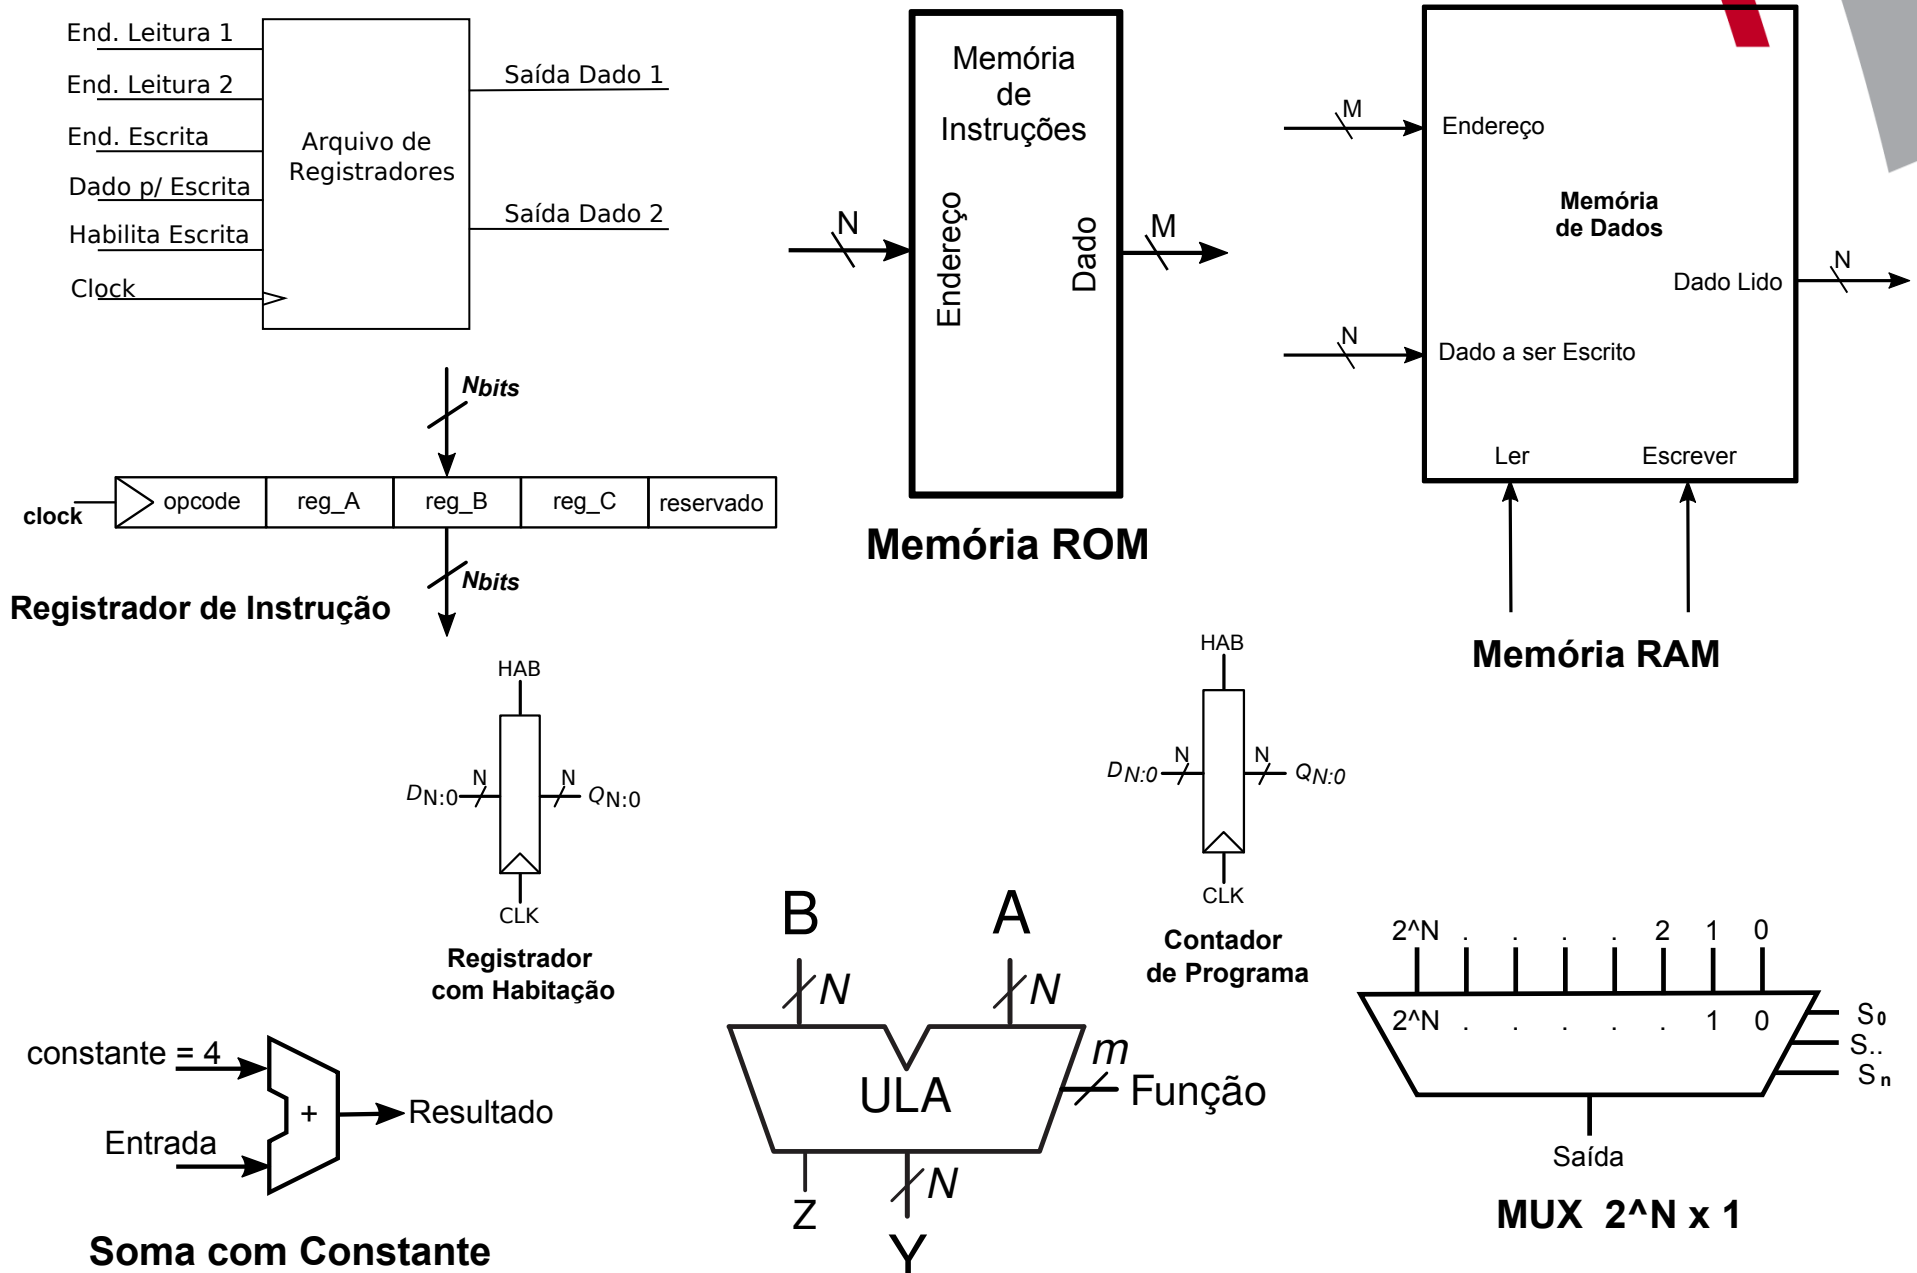 End. Leitura 1
End. Leitura 2
End. Escrita
Dado p/ Escrita
Habilita Escrita
Clock
Arquivo de
Registradores
Saída Dado 1
Saída Dado 2
Memória
de
Instruções
Endereço
Dado
N
M
Memória ROM
M
Endereço
Memória
de Dados
Dado Lido
N
N
Dado a ser Escrito
Ler
Escrever
Memória RAM
Nbits
clock
opcode
reg_A
reg_B
reg_C
reservado
Nbits
Registrador de Instrução
HAB
DN:0
N
N
QN:0
CLK
Registrador
com Habitação
HAB
DN:0
N
N
QN:0
CLK
Contador
de Programa
constante = 4
Entrada
+
Resultado
Soma com Constante
B
A
N
N
ULA
m
Função
Z
N
Y
2^N . . . . 2 1 0
2^N . . . . . 1 0
S0
S..
Sn
Saída
MUX 2^N x 1